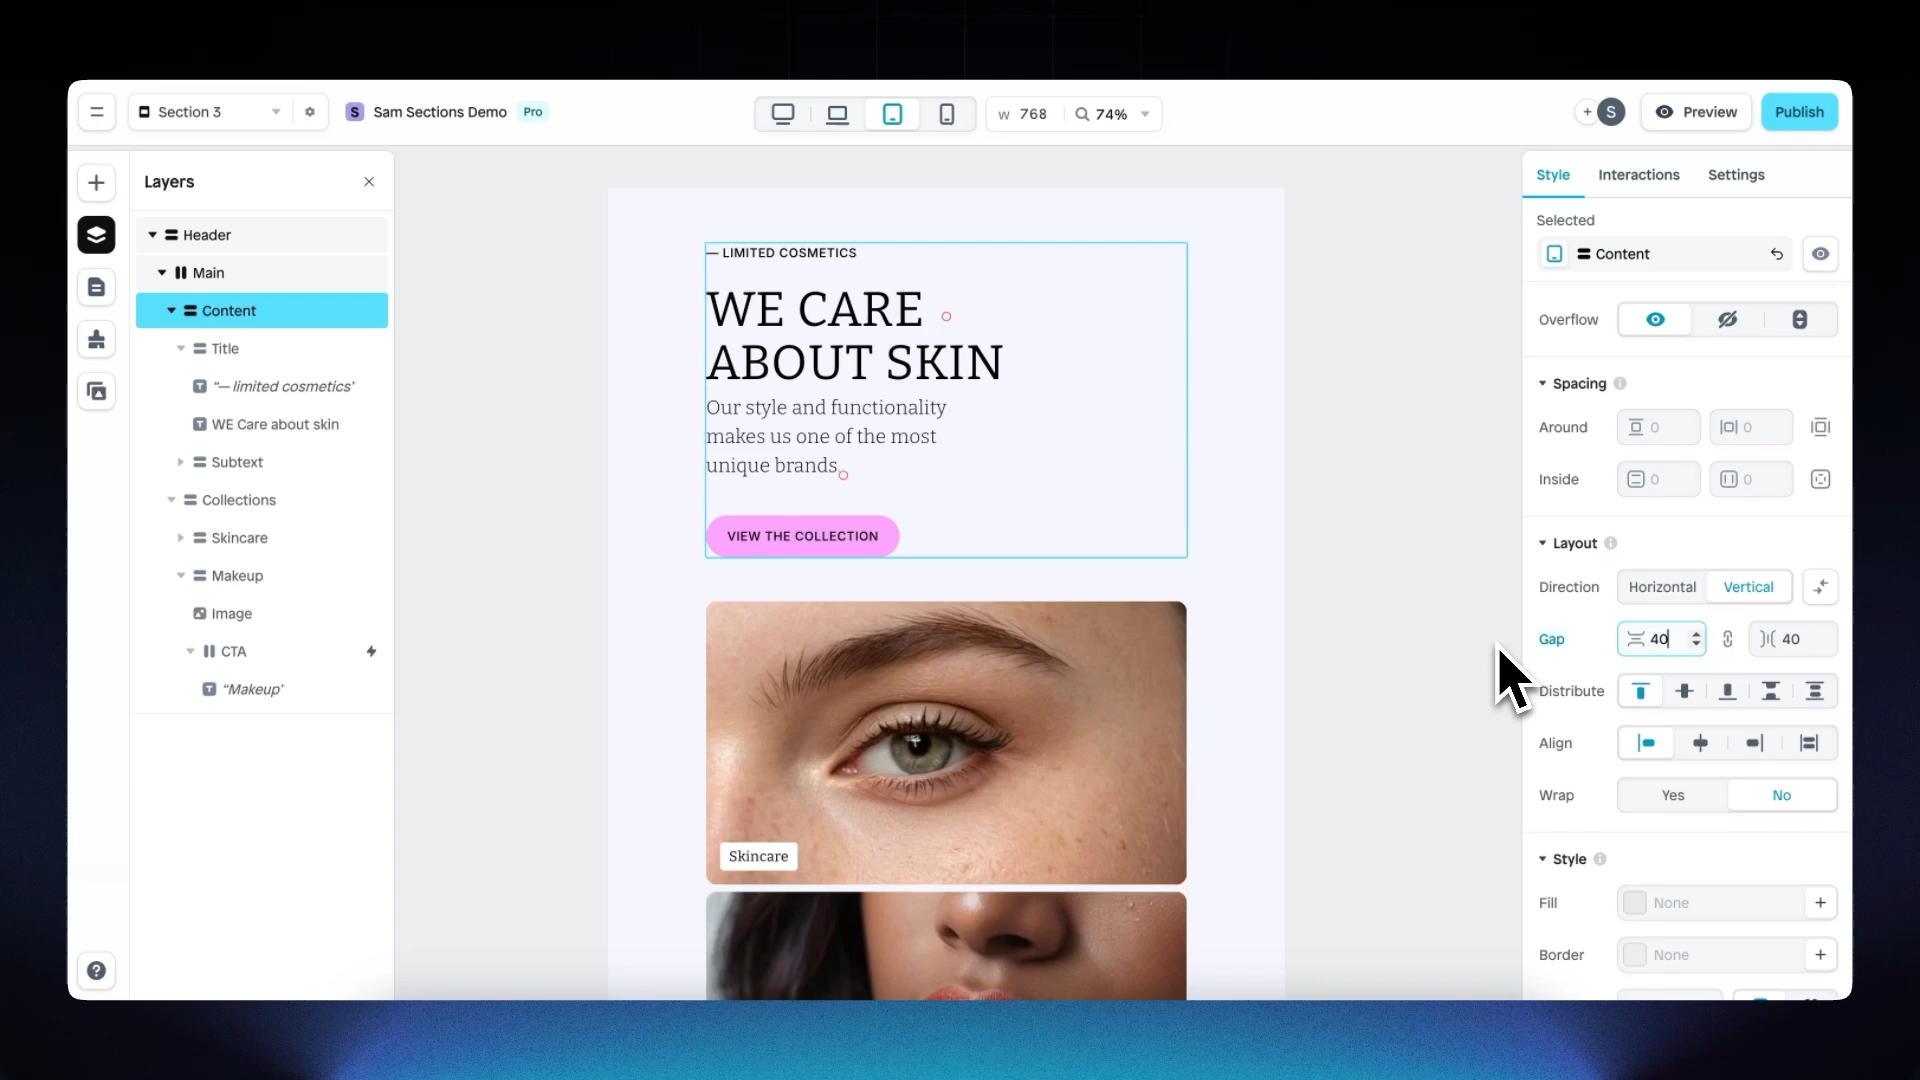 Section 3
S
Sam Sections Demo
Pro
W 768
74%
+
S
Preview
Publish
Layers
Header
Main
Content
Title
T "— limited cosmetics"
T WE Care about skin
Subtext
Collections
Skincare
Makeup
Image
CTA
T "Makeup"
?
— LIMITED COSMETICS
WE CARE
ABOUT SKIN
Our style and functionality
makes us one of the most
unique brands.
VIEW THE COLLECTION
Skincare
Style
Interactions
Settings
Selected
Content
Overflow
Spacing
Around
0
0
Inside
0
0
Layout
Direction
Horizontal
Vertical
Gap
40
40
Distribute
Align
Wrap
Yes
No
Style
Fill
None
+
Border
None
+